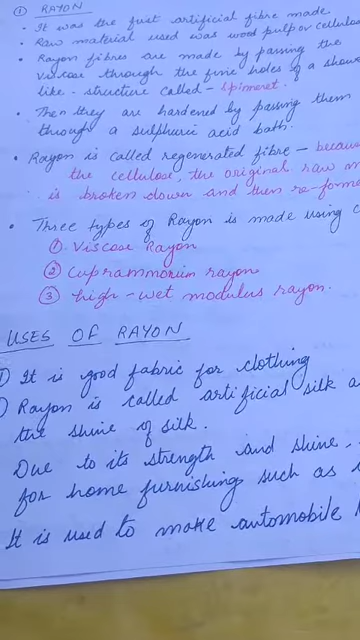 ① RAYON
• It was the first artificial fibre made
• Raw material used was wood pulp or cellulose
• Rayon fibres are made by passing the
viscose through the fine holes of a shower
like - structure called - Spinneret.
• Then they are hardened by passing them
through a sulphuric acid bath.
• Rayon is called regenerated fibre – because
the cellulose, the original raw
is broken down and then re-forme
• Three types of Rayon is made using c
① Viscose Rayon
② Cuprammonium rayon
③ high - wet modulus rayon.
USES OF RAYON
It is good fabric for clothing
Rayon is called artificial silk a
the shine of silk.
Due to its strength and shine,
for home furnishing such as
It is used to make automobile